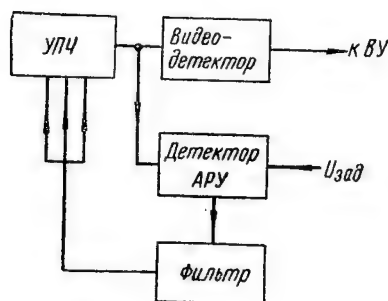 УПЧ
Видео-
детектор
к ВУ
Детектор
АРУ
Uзад
Фильтр